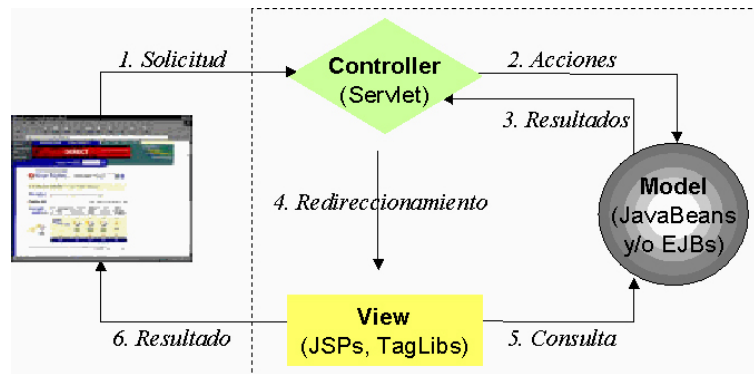 1. Solicitud
Controller
(Servlet)
2. Acciones
3. Resultados
4. Redireccionamiento
Model
(JavaBeans
y/o EJBs)
View
(JSPs, TagLibs)
5. Consulta
6. Resultado